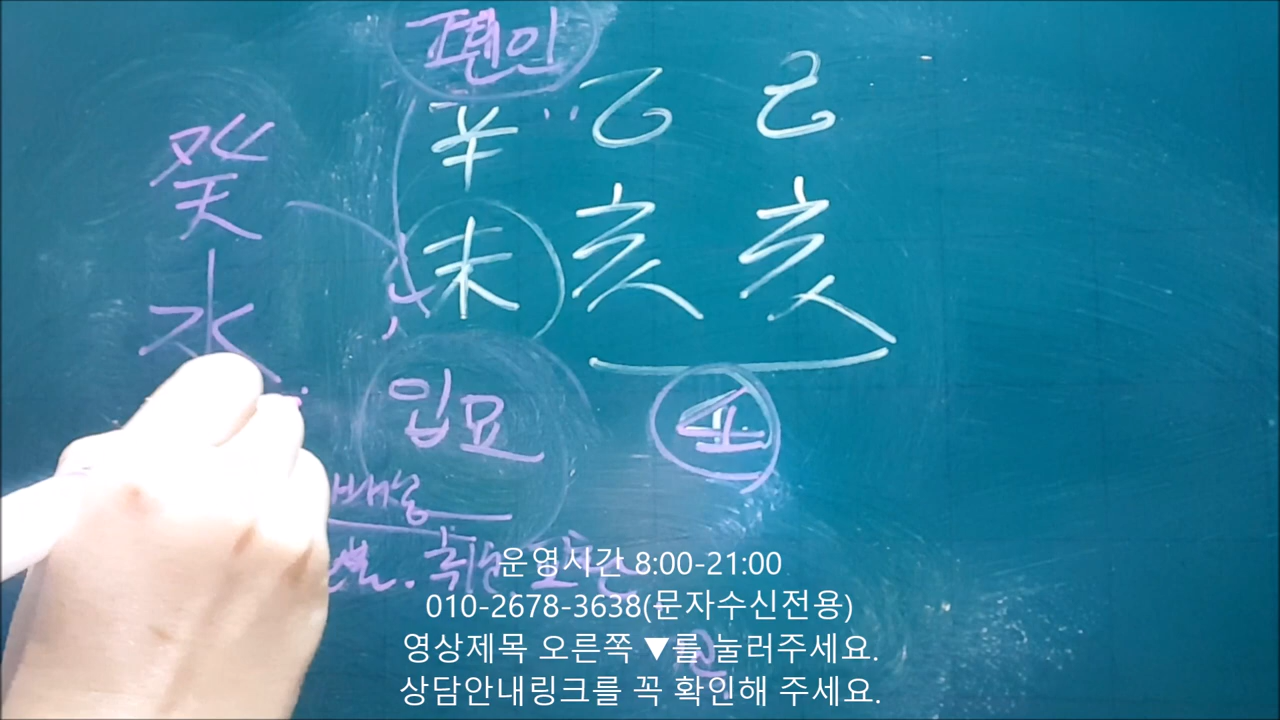 편인
辛 乙 己
癸 未 亥 亥
水
입묘
배송
운영시간 8:00-21:00
010-2678-3638(문자수신전용)
영상제목 오른쪽 ▼를 눌러주세요.
상담안내링크를 꼭 확인해 주세요.